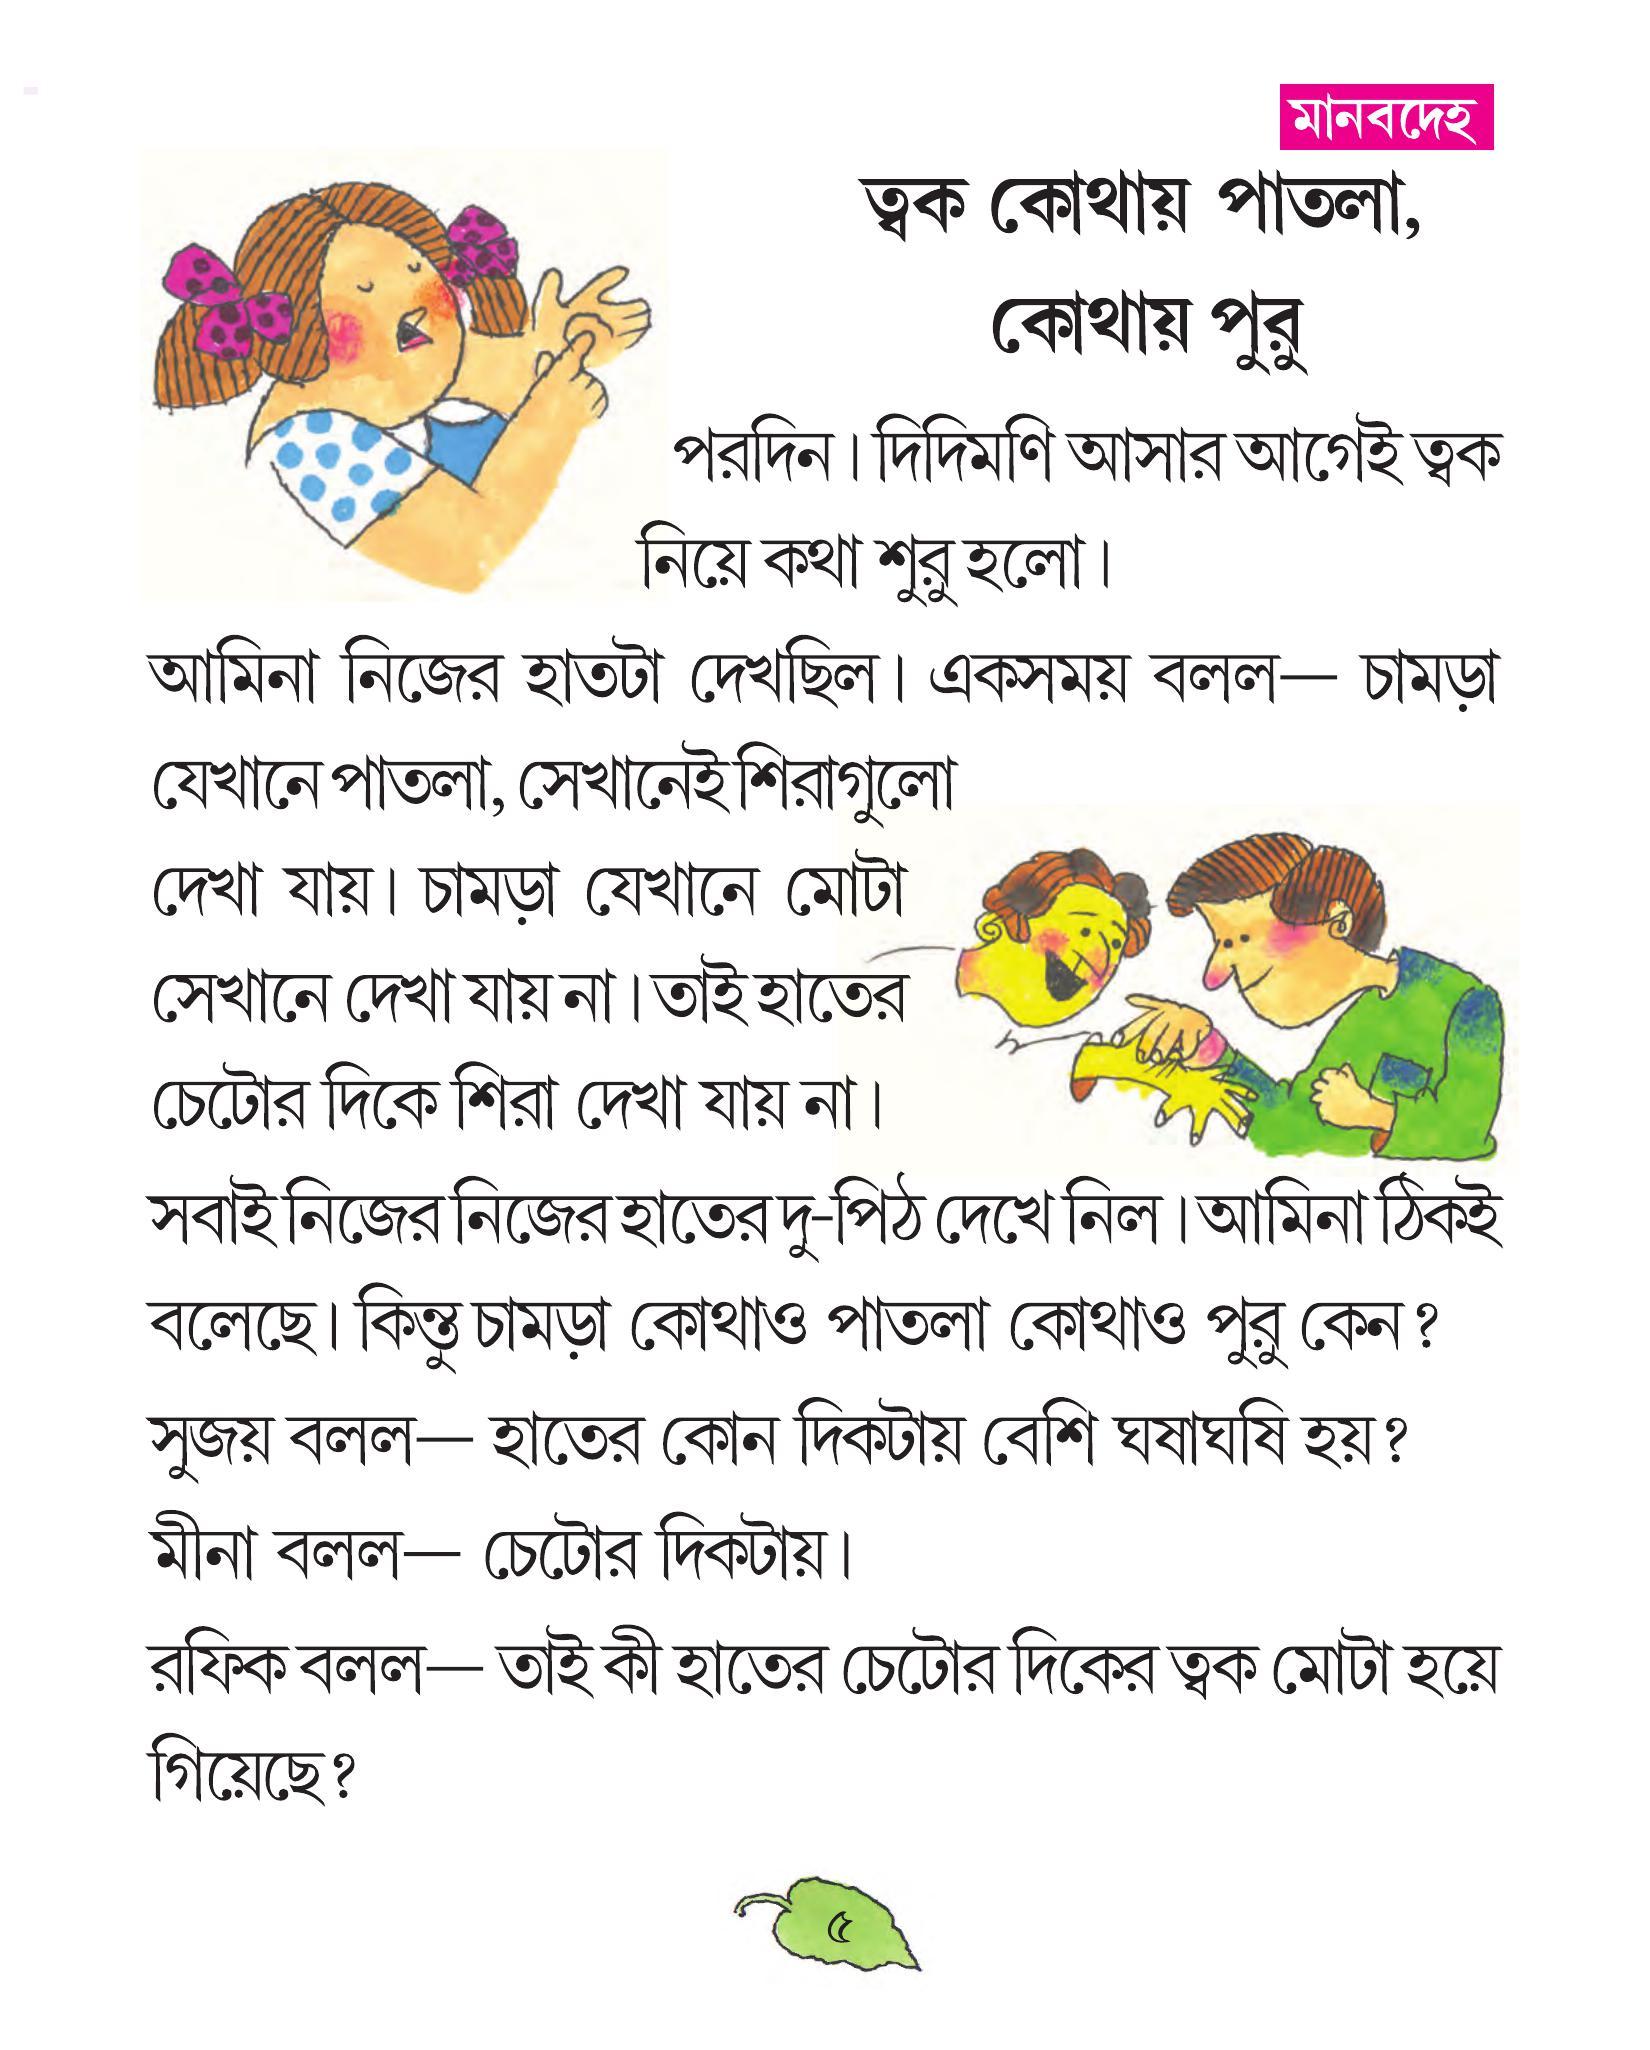 মানবদেহ
ত্বক কোথায় পাতলা,
কোথায় পুরু
পরদিন। দিদিমণি আসার আগেই ত্বক
নিয়ে কথা শুরু হলো।
আমিনা নিজের হাতটা দেখছিল। একসময় বলল— চামড়া
যেখানে পাতলা, সেখানেই শিরাগুলো
দেখা যায়। চামড়া যেখানে মোটা
সেখানে দেখা যায় না। তাই হাতের
চেটোর দিকে শিরা দেখা যায় না।
সবাই নিজের নিজের হাতের দু-পিঠ দেখে নিল। আমিনা ঠিকই
বলেছে। কিন্তু চামড়া কোথাও পাতলা কোথাও পুরু কেন?
সুজয় বলল— হাতের কোন দিকটায় বেশি ঘষাঘষি হয়?
মীনা বলল— চেটোর দিকটায়।
রফিক বলল— তাই কী হাতের চেটোর দিকের ত্বক মোটা হয়ে
গিয়েছে?
৫